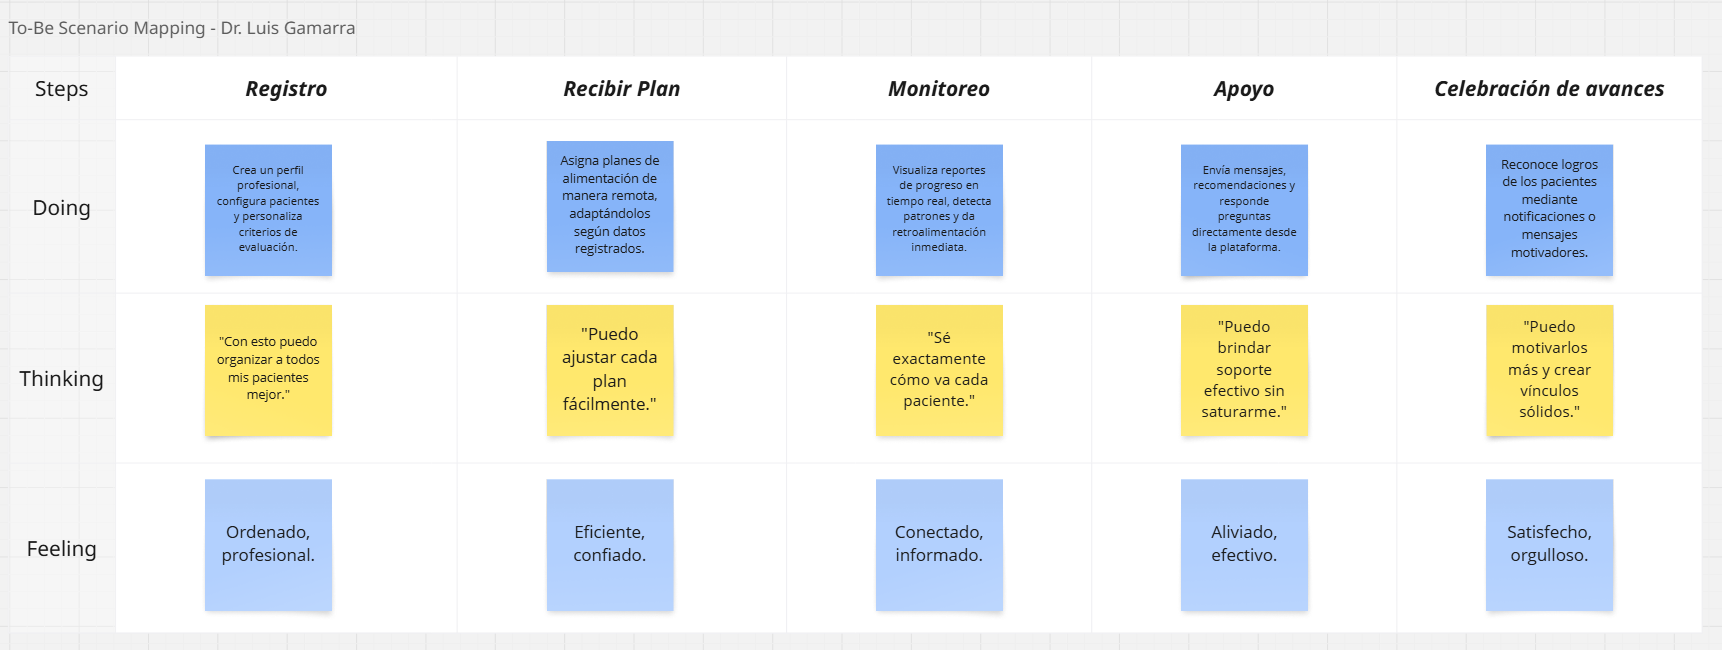 To-Be Scenario Mapping - Dr. Luis Gamarra
Steps
Registro
Recibir Plan
Monitoreo
Apoyo
Celebración de avances
Doing
Crea un perfil
profesional,
configura pacientes
y personaliza
criterios de
evaluación.
Asigna planes de
alimentación de
manera remota,
adaptándolos
según datos
registrados.
Visualiza reportes
de progreso en
tiempo real, detecta
patrones y da
retroalimentación
inmediata.
Envía mensajes,
recomendaciones y
responde
preguntas
directamente desde
la plataforma.
Reconoce logros
de los pacientes
mediante
notificaciones o
mensajes
motivadores.
Thinking
"Con esto puedo
organizar a todos
mis pacientes
mejor."
"Puedo
ajustar cada
plan
fácilmente."
"Sé
exactamente
cómo va cada
paciente."
"Puedo
brindar
soporte
efectivo sin
saturarme."
"Puedo
motivarlos
más y crear
vínculos
sólidos."
Feeling
Ordenado,
profesional.
Eficiente,
confiado.
Conectado,
informado.
Aliviado,
efectivo.
Satisfecho,
orgulloso.